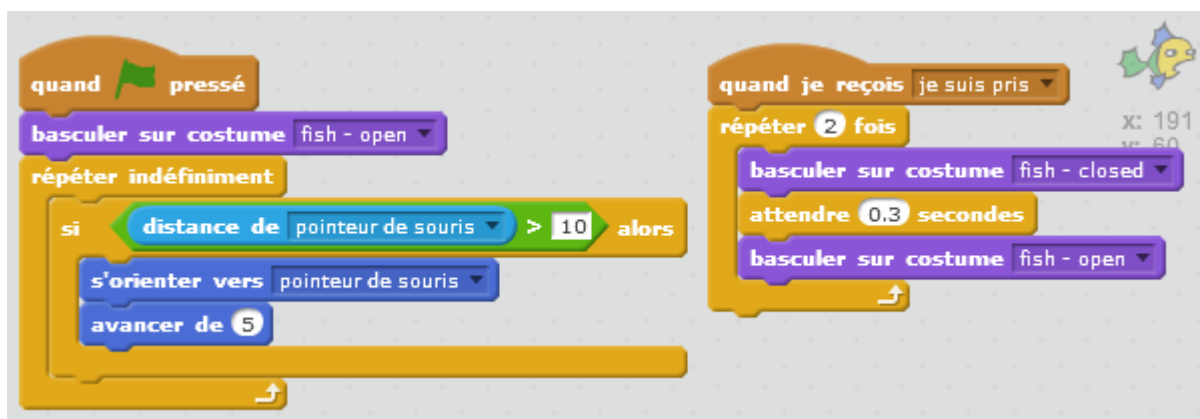 quand pressé
basculer sur costume fish - open
répéter indéfiniment
si distance de pointeur de souris > 10 alors
s'orienter vers pointeur de souris
avancer de 5
quand je reçois je suis pris
répéter 2 fois
basculer sur costume fish - closed
attendre 0.3 secondes
basculer sur costume fish - open
x: 191
y: 60